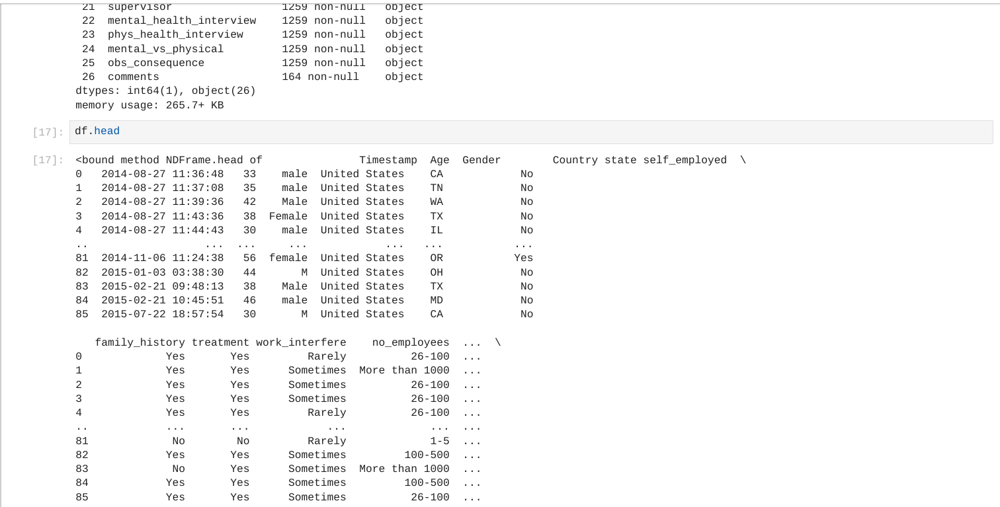 21  supervisor              1259 non-null   object
22  mental_health_interview    1259 non-null   object
23  phys_health_interview      1259 non-null   object
24  mental_vs_physical         1259 non-null   object
25  obs_consequence            1259 non-null   object
26  comments                   164 non-null    object
dtypes: int64(1), object(26)
memory usage: 265.7+ KB
[17]: df.head
[17]: <bound method NDFrame.head of               Timestamp  Age  Gender        Country state self_employed  \
0   2014-08-27 11:36:48   33    male  United States    CA            No
1   2014-08-27 11:37:08   35    male  United States    TN            No
2   2014-08-27 11:39:36   42    Male  United States    WA            No
3   2014-08-27 11:43:36   38  Female  United States    TX            No
4   2014-08-27 11:44:43   30    male  United States    IL            No
..                  ...  ...     ...            ...   ...           ...
81  2014-11-06 11:24:38   56  female  United States    OR           Yes
82  2015-01-03 03:38:30   44       M  United States    OH            No
83  2015-02-21 09:48:13   38    Male  United States    TX            No
84  2015-02-21 10:45:51   46    male  United States    MD            No
85  2015-07-22 18:57:54   30       M  United States    CA            No
family_history treatment work_interfere    no_employees  ...  \
0             Yes       Yes         Rarely          26-100  ...
1             Yes       Yes      Sometimes  More than 1000  ...
2             Yes       Yes      Sometimes          26-100  ...
3             Yes       Yes      Sometimes          26-100  ...
4             Yes       Yes         Rarely          26-100  ...
..            ...       ...            ...             ...  ...
81             No        No         Rarely             1-5  ...
82            Yes       Yes      Sometimes         100-500  ...
83             No       Yes      Sometimes  More than 1000  ...
84            Yes       Yes      Sometimes         100-500  ...
85            Yes       Yes      Sometimes          26-100  ...